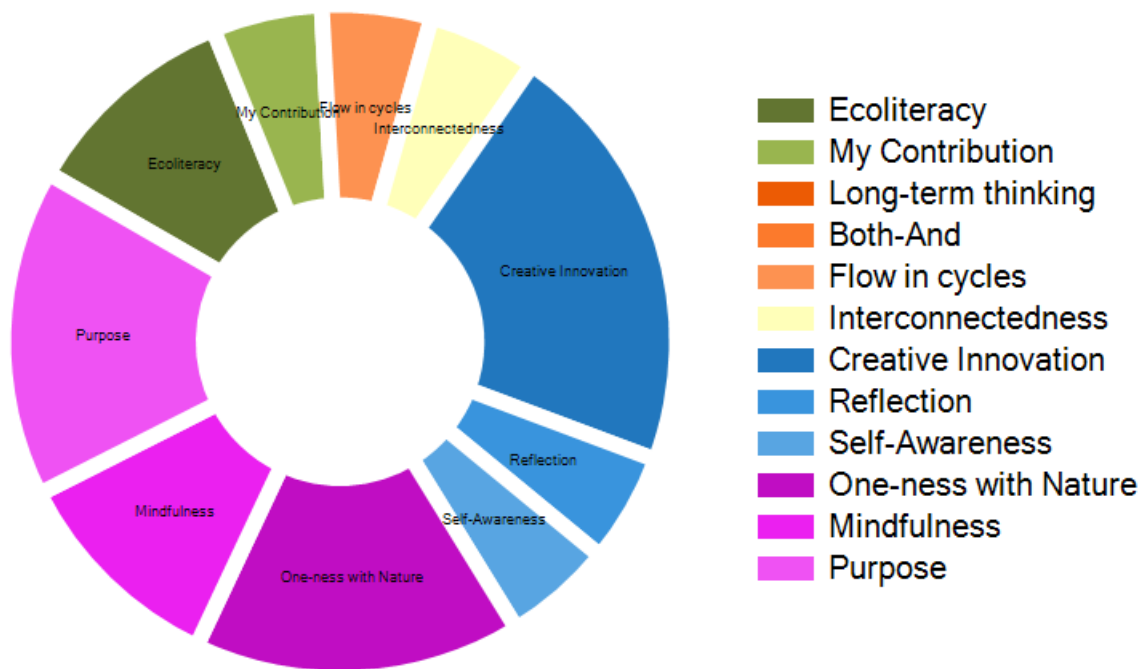 Flow in cycles
My Contribution
Interconnectedness
Ecoliteracy
Creative Innovation
Purpose
Reflection
Mindfulness
Self-Awareness
One-ness with Nature
Ecoliteracy
My Contribution
Long-term thinking
Both-And
Flow in cycles
Interconnectedness
Creative Innovation
Reflection
Self-Awareness
One-ness with Nature
Mindfulness
Purpose